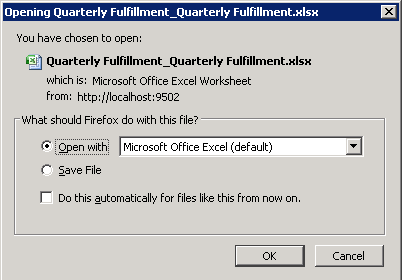 Opening Quarterly Fulfillment_Quarterly Fulfillment.xlsx
You have chosen to open:
Quarterly Fulfillment_Quarterly Fulfillment.xlsx
which is: Microsoft Office Excel Worksheet
from: http://localhost:9502
What should Firefox do with this file?
Open with Microsoft Office Excel (default)
Save File
Do this automatically for files like this from now on.
OK Cancel